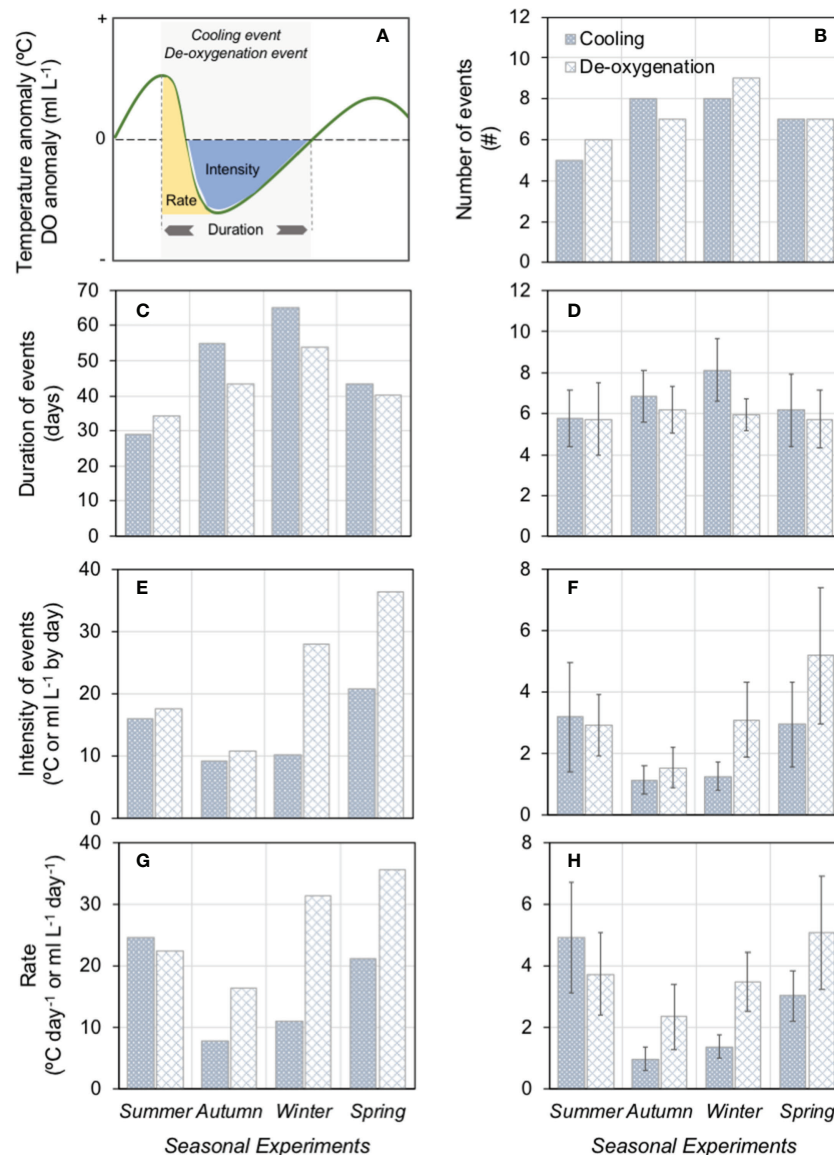 +
Temperature anomaly (ºC)
DO anomaly (ml L-1)
0
-
Cooling event
De-oxygenation event
A
Intensity
Rate
Duration
Number of events
(#)
12
10
8
6
4
2
0
Cooling
De-oxygenation
B
Duration of events
(days)
70
60
50
40
30
20
10
0
C
12
10
8
6
4
2
0
D
Intensity of events
(ºC or ml L-1 by day)
40
30
20
10
0
E
8
6
4
2
0
F
Rate
(ºC day-1 or ml L-1 day-1)
40
30
20
10
0
G
Summer Autumn Winter Spring
Seasonal Experiments
8
6
4
2
0
H
Summer Autumn Winter Spring
Seasonal Experiments